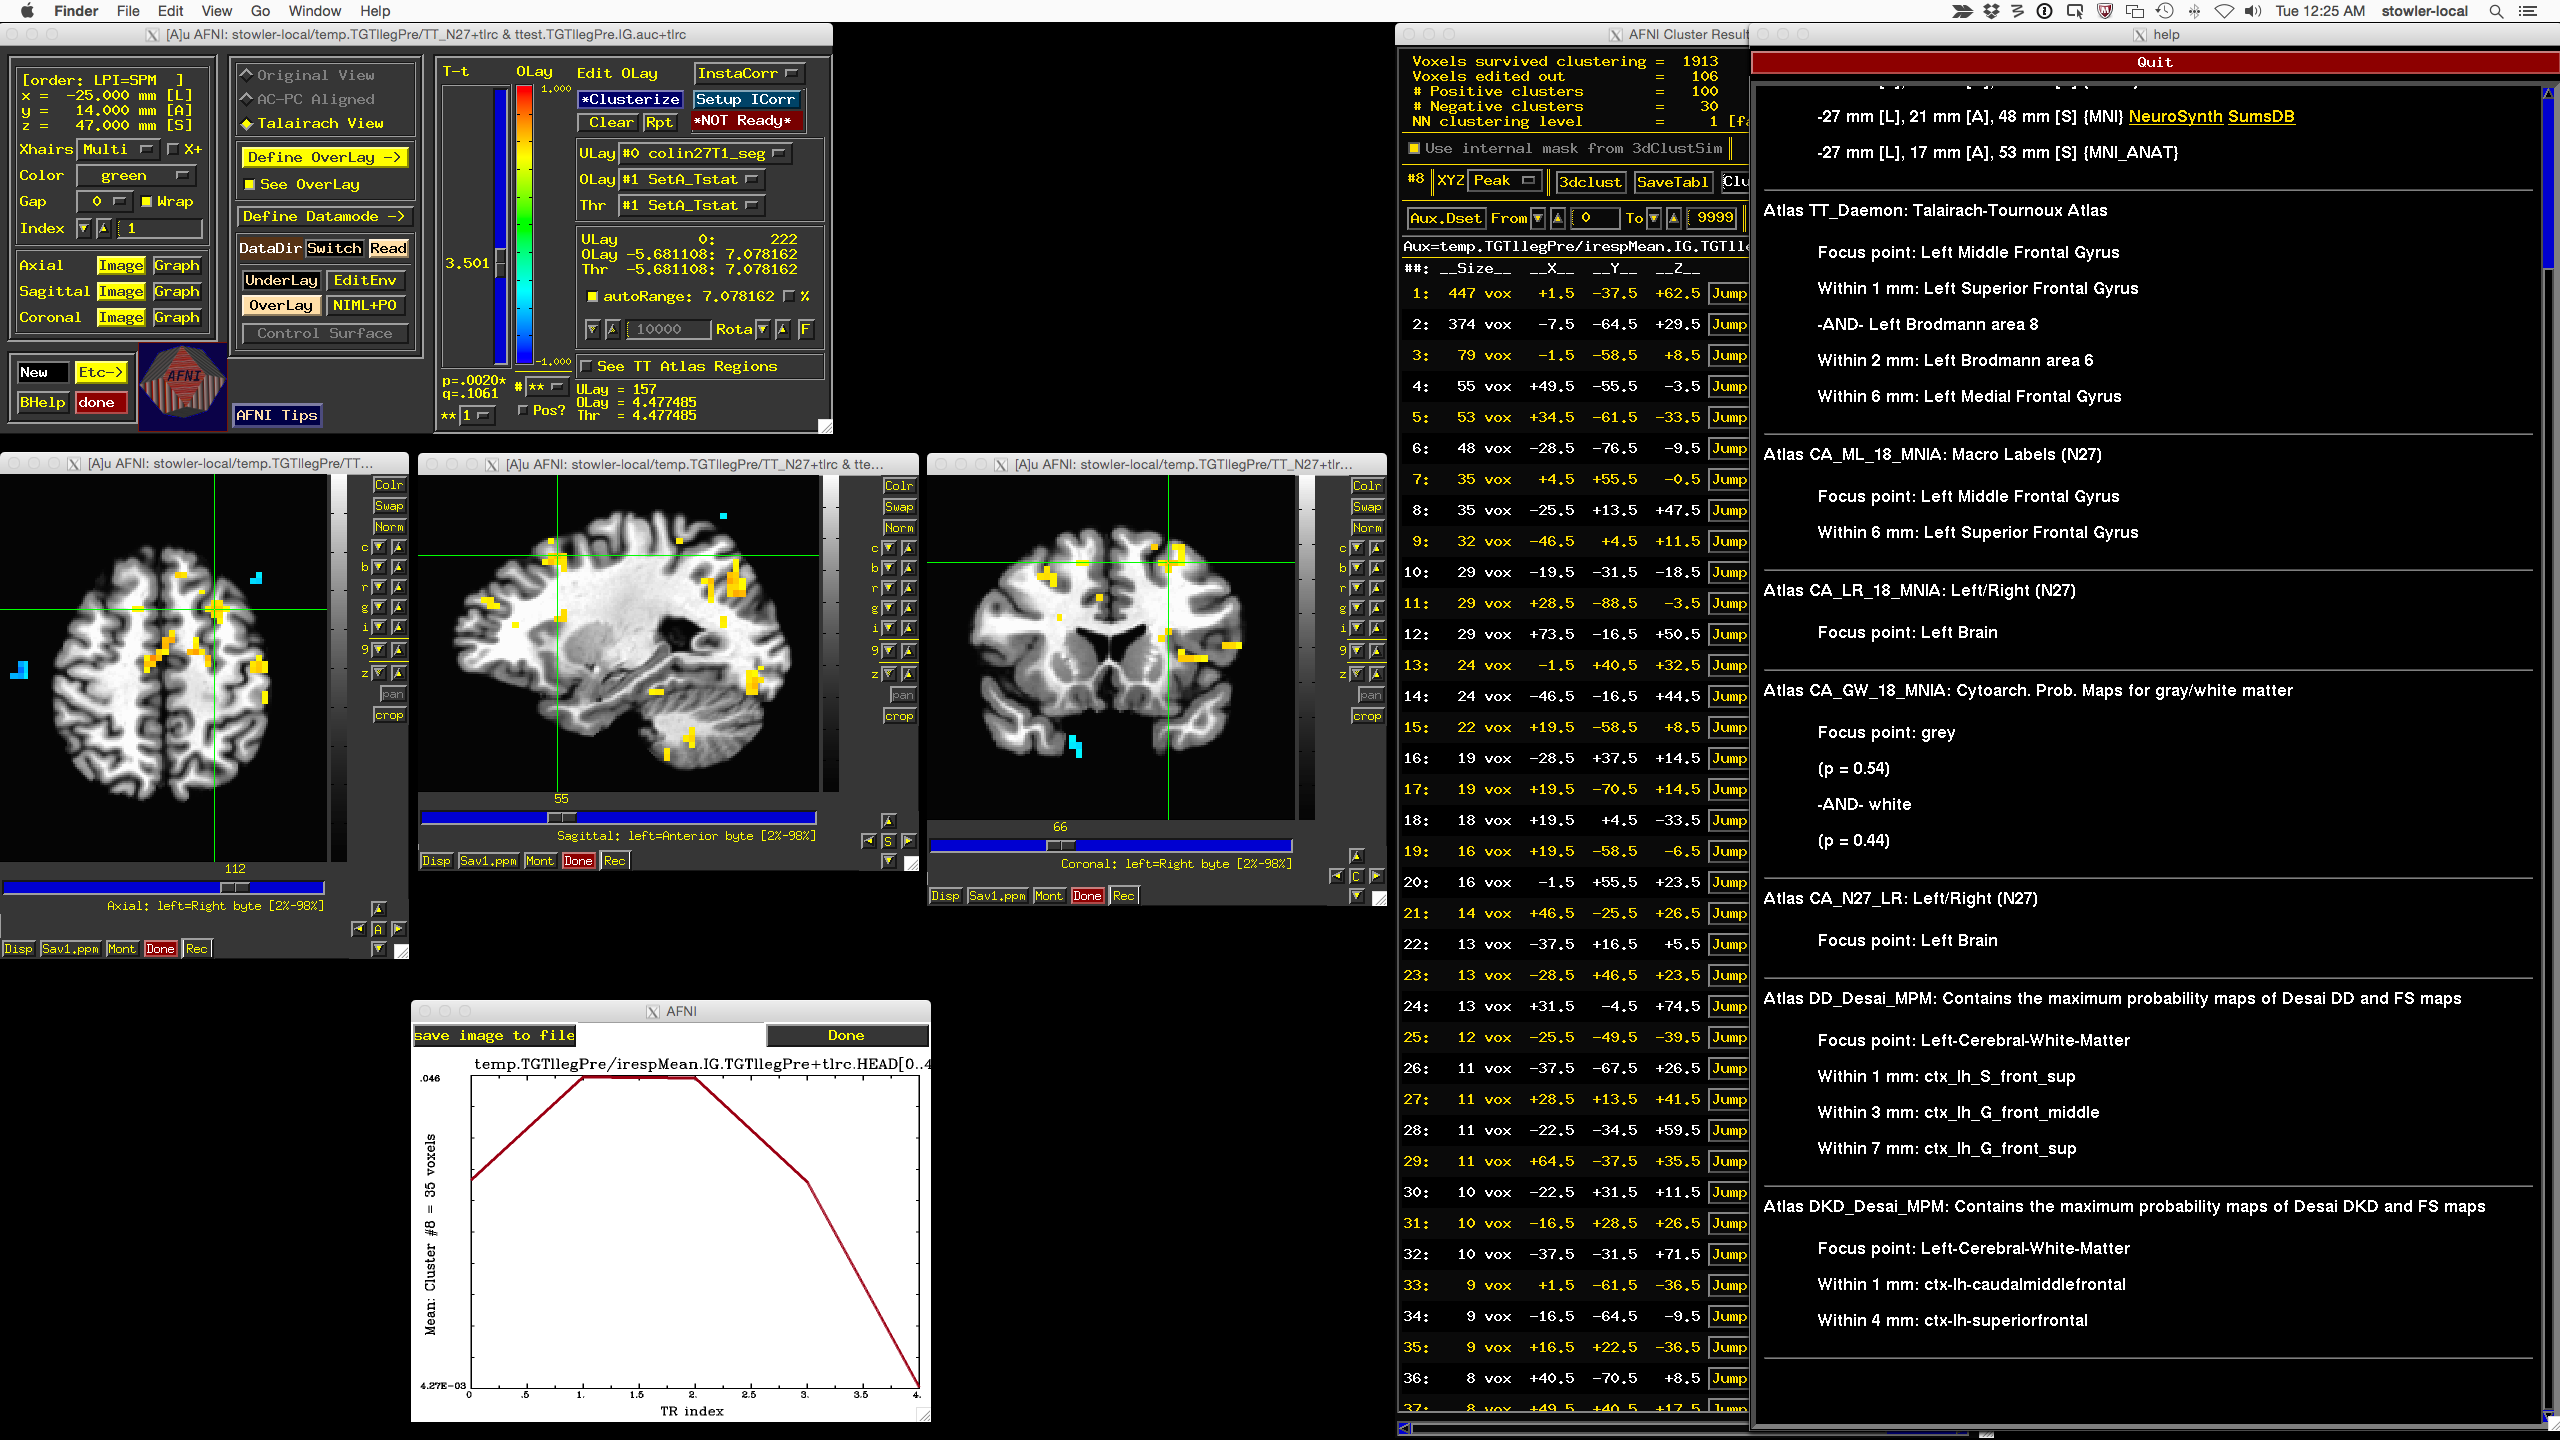 Finder File Edit View Go Window Help
Tue 12:25 AM stowler-local
[A]u AFNI: stowler-local/temp.TGTllegPre/TT_N27+tlrc & ttest.TGTllegPre.IG.auc+tlrc
[order: LPI=SPM ]
x = -25.000 mm [L]
y = 14.000 mm [A]
z = 47.000 mm [S]
Xhairs Multi X+
Color green
Gap 0 Wrap
Index 1
Axial Image Graph
Sagittal Image Graph
Coronal Image Graph
New Etc->
BHelp done
AFNI
Original View
AC-PC Aligned
Talairach View
Define OverLay ->
See OverLay
Define Datamode ->
DataDir Switch Read
UnderLay EditEnv
OverLay NIML+PO
Control Surface
AFNI Tips
T-t
3.501
p=.0020*
q=.1061
** 1
OLay
1.000
-1.000
# **
Pos?
Edit OLay InstaCorr
*Clusterize Setup ICorr
Clear Rpt *NOT Ready*
ULay #0 colin27T1_seg
OLay #1 SetA_Tstat
Thr #1 SetA_Tstat
ULay 0: 222
OLay -5.681108: 7.078162
Thr -5.681108: 7.078162
autoRange: 7.078162 %
10000 Rota F
See TT Atlas Regions
ULay = 157
OLay = 4.477485
Thr = 4.477485
[A]u AFNI: stowler-local/temp.TGTllegPre/TT...
Colr
Swap
Norm
c
b
r
g
i
9
z
pan
crop
112
Axial: left=Right byte [2%-98%]
A
Disp Sav1.ppm Mont Done Rec
[A]u AFNI: stowler-local/temp.TGTllegPre/TT_N27+tlrc & tte...
Colr
Swap
Norm
c
b
r
g
i
9
z
pan
crop
55
Sagittal: left=Anterior byte [2%-98%]
S
Disp Sav1.ppm Mont Done Rec
[A]u AFNI: stowler-local/temp.TGTllegPre/TT_N27+tlr...
Colr
Swap
Norm
c
b
r
g
i
9
z
pan
crop
66
Coronal: left=Right byte [2%-98%]
C
Disp Sav1.ppm Mont Done Rec
AFNI
save image to file Done
temp.TGTllegPre/irespMean.IG.TGTllegPre+tlrc.HEAD[0..4
.046
Mean: Cluster #8 = 35 voxels
4.27E-03
0 .5 1. 1.5 2. 2.5 3. 3.5 4.
TR index
AFNI Cluster Result
Voxels survived clustering = 1913
Voxels edited out = 106
# Positive clusters = 100
# Negative clusters = 30
NN clustering level = 1 [fa
Use internal mask from 3dClustSim
#8 XYZ Peak 3dclust SaveTabl Clu
Aux.Dset From 0 To 9999
Aux=temp.TGTllegPre/irespMean.IG.TGTlle
##: __Size__ __X__ __Y__ __Z__
1: 447 vox +1.5 -37.5 +62.5 Jump
2: 374 vox -7.5 -64.5 +29.5 Jump
3: 79 vox -1.5 -58.5 +8.5 Jump
4: 55 vox +49.5 -55.5 -3.5 Jump
5: 53 vox +34.5 -61.5 -33.5 Jump
6: 48 vox -28.5 -76.5 -9.5 Jump
7: 35 vox +4.5 +55.5 -0.5 Jump
8: 35 vox -25.5 +13.5 +47.5 Jump
9: 32 vox -46.5 +4.5 +11.5 Jump
10: 29 vox -19.5 -31.5 -18.5 Jump
11: 29 vox +28.5 -88.5 -3.5 Jump
12: 29 vox +73.5 -16.5 +50.5 Jump
13: 24 vox -1.5 +40.5 +32.5 Jump
14: 24 vox -46.5 -16.5 +44.5 Jump
15: 22 vox +19.5 -58.5 +8.5 Jump
16: 19 vox -28.5 +37.5 +14.5 Jump
17: 19 vox +19.5 -70.5 +14.5 Jump
18: 18 vox +19.5 +4.5 -33.5 Jump
19: 16 vox +19.5 -58.5 -6.5 Jump
20: 16 vox -1.5 +55.5 +23.5 Jump
21: 14 vox +46.5 -25.5 +26.5 Jump
22: 13 vox -37.5 +16.5 +5.5 Jump
23: 13 vox -28.5 +46.5 +23.5 Jump
24: 13 vox +31.5 -4.5 +74.5 Jump
25: 12 vox -25.5 -49.5 -39.5 Jump
26: 11 vox -37.5 -67.5 +26.5 Jump
27: 11 vox +28.5 +13.5 +41.5 Jump
28: 11 vox -22.5 -34.5 +59.5 Jump
29: 11 vox +64.5 -37.5 +35.5 Jump
30: 10 vox -22.5 +31.5 +11.5 Jump
31: 10 vox -16.5 +28.5 +26.5 Jump
32: 10 vox -37.5 -31.5 +71.5 Jump
33: 9 vox +1.5 -61.5 -36.5 Jump
34: 9 vox -16.5 -64.5 -9.5 Jump
35: 9 vox +16.5 +22.5 -36.5 Jump
36: 8 vox +40.5 -70.5 +8.5 Jump
37: 8 vox +49.5 +40.5 +17.5 Jump
help
Quit
-27 mm [L], 21 mm [A], 48 mm [S] {MNI} NeuroSynth SumsDB
-27 mm [L], 17 mm [A], 53 mm [S] {MNI_ANAT}
Atlas TT_Daemon: Talairach-Tournoux Atlas
Focus point: Left Middle Frontal Gyrus
Within 1 mm: Left Superior Frontal Gyrus
-AND- Left Brodmann area 8
Within 2 mm: Left Brodmann area 6
Within 6 mm: Left Medial Frontal Gyrus
Atlas CA_ML_18_MNIA: Macro Labels (N27)
Focus point: Left Middle Frontal Gyrus
Within 6 mm: Left Superior Frontal Gyrus
Atlas CA_LR_18_MNIA: Left/Right (N27)
Focus point: Left Brain
Atlas CA_GW_18_MNIA: Cytoarch. Prob. Maps for gray/white matter
Focus point: grey
(p = 0.54)
-AND- white
(p = 0.44)
Atlas CA_N27_LR: Left/Right (N27)
Focus point: Left Brain
Atlas DD_Desai_MPM: Contains the maximum probability maps of Desai DD and FS maps
Focus point: Left-Cerebral-White-Matter
Within 1 mm: ctx_lh_S_front_sup
Within 3 mm: ctx_lh_G_front_middle
Within 7 mm: ctx_lh_G_front_sup
Atlas DKD_Desai_MPM: Contains the maximum probability maps of Desai DKD and FS maps
Focus point: Left-Cerebral-White-Matter
Within 1 mm: ctx-lh-caudalmiddlefrontal
Within 4 mm: ctx-lh-superiorfrontal